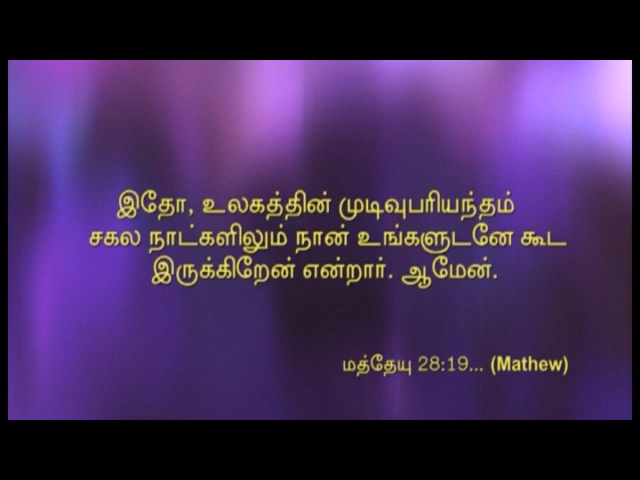 இதோ, உலகத்தின் முடிவுபரியந்தம்
சகல நாட்களிலும் நான் உங்களுடனே கூட
இருக்கிறேன் என்றார். ஆமேன்.
மத்தேயு 28:19... (Mathew)